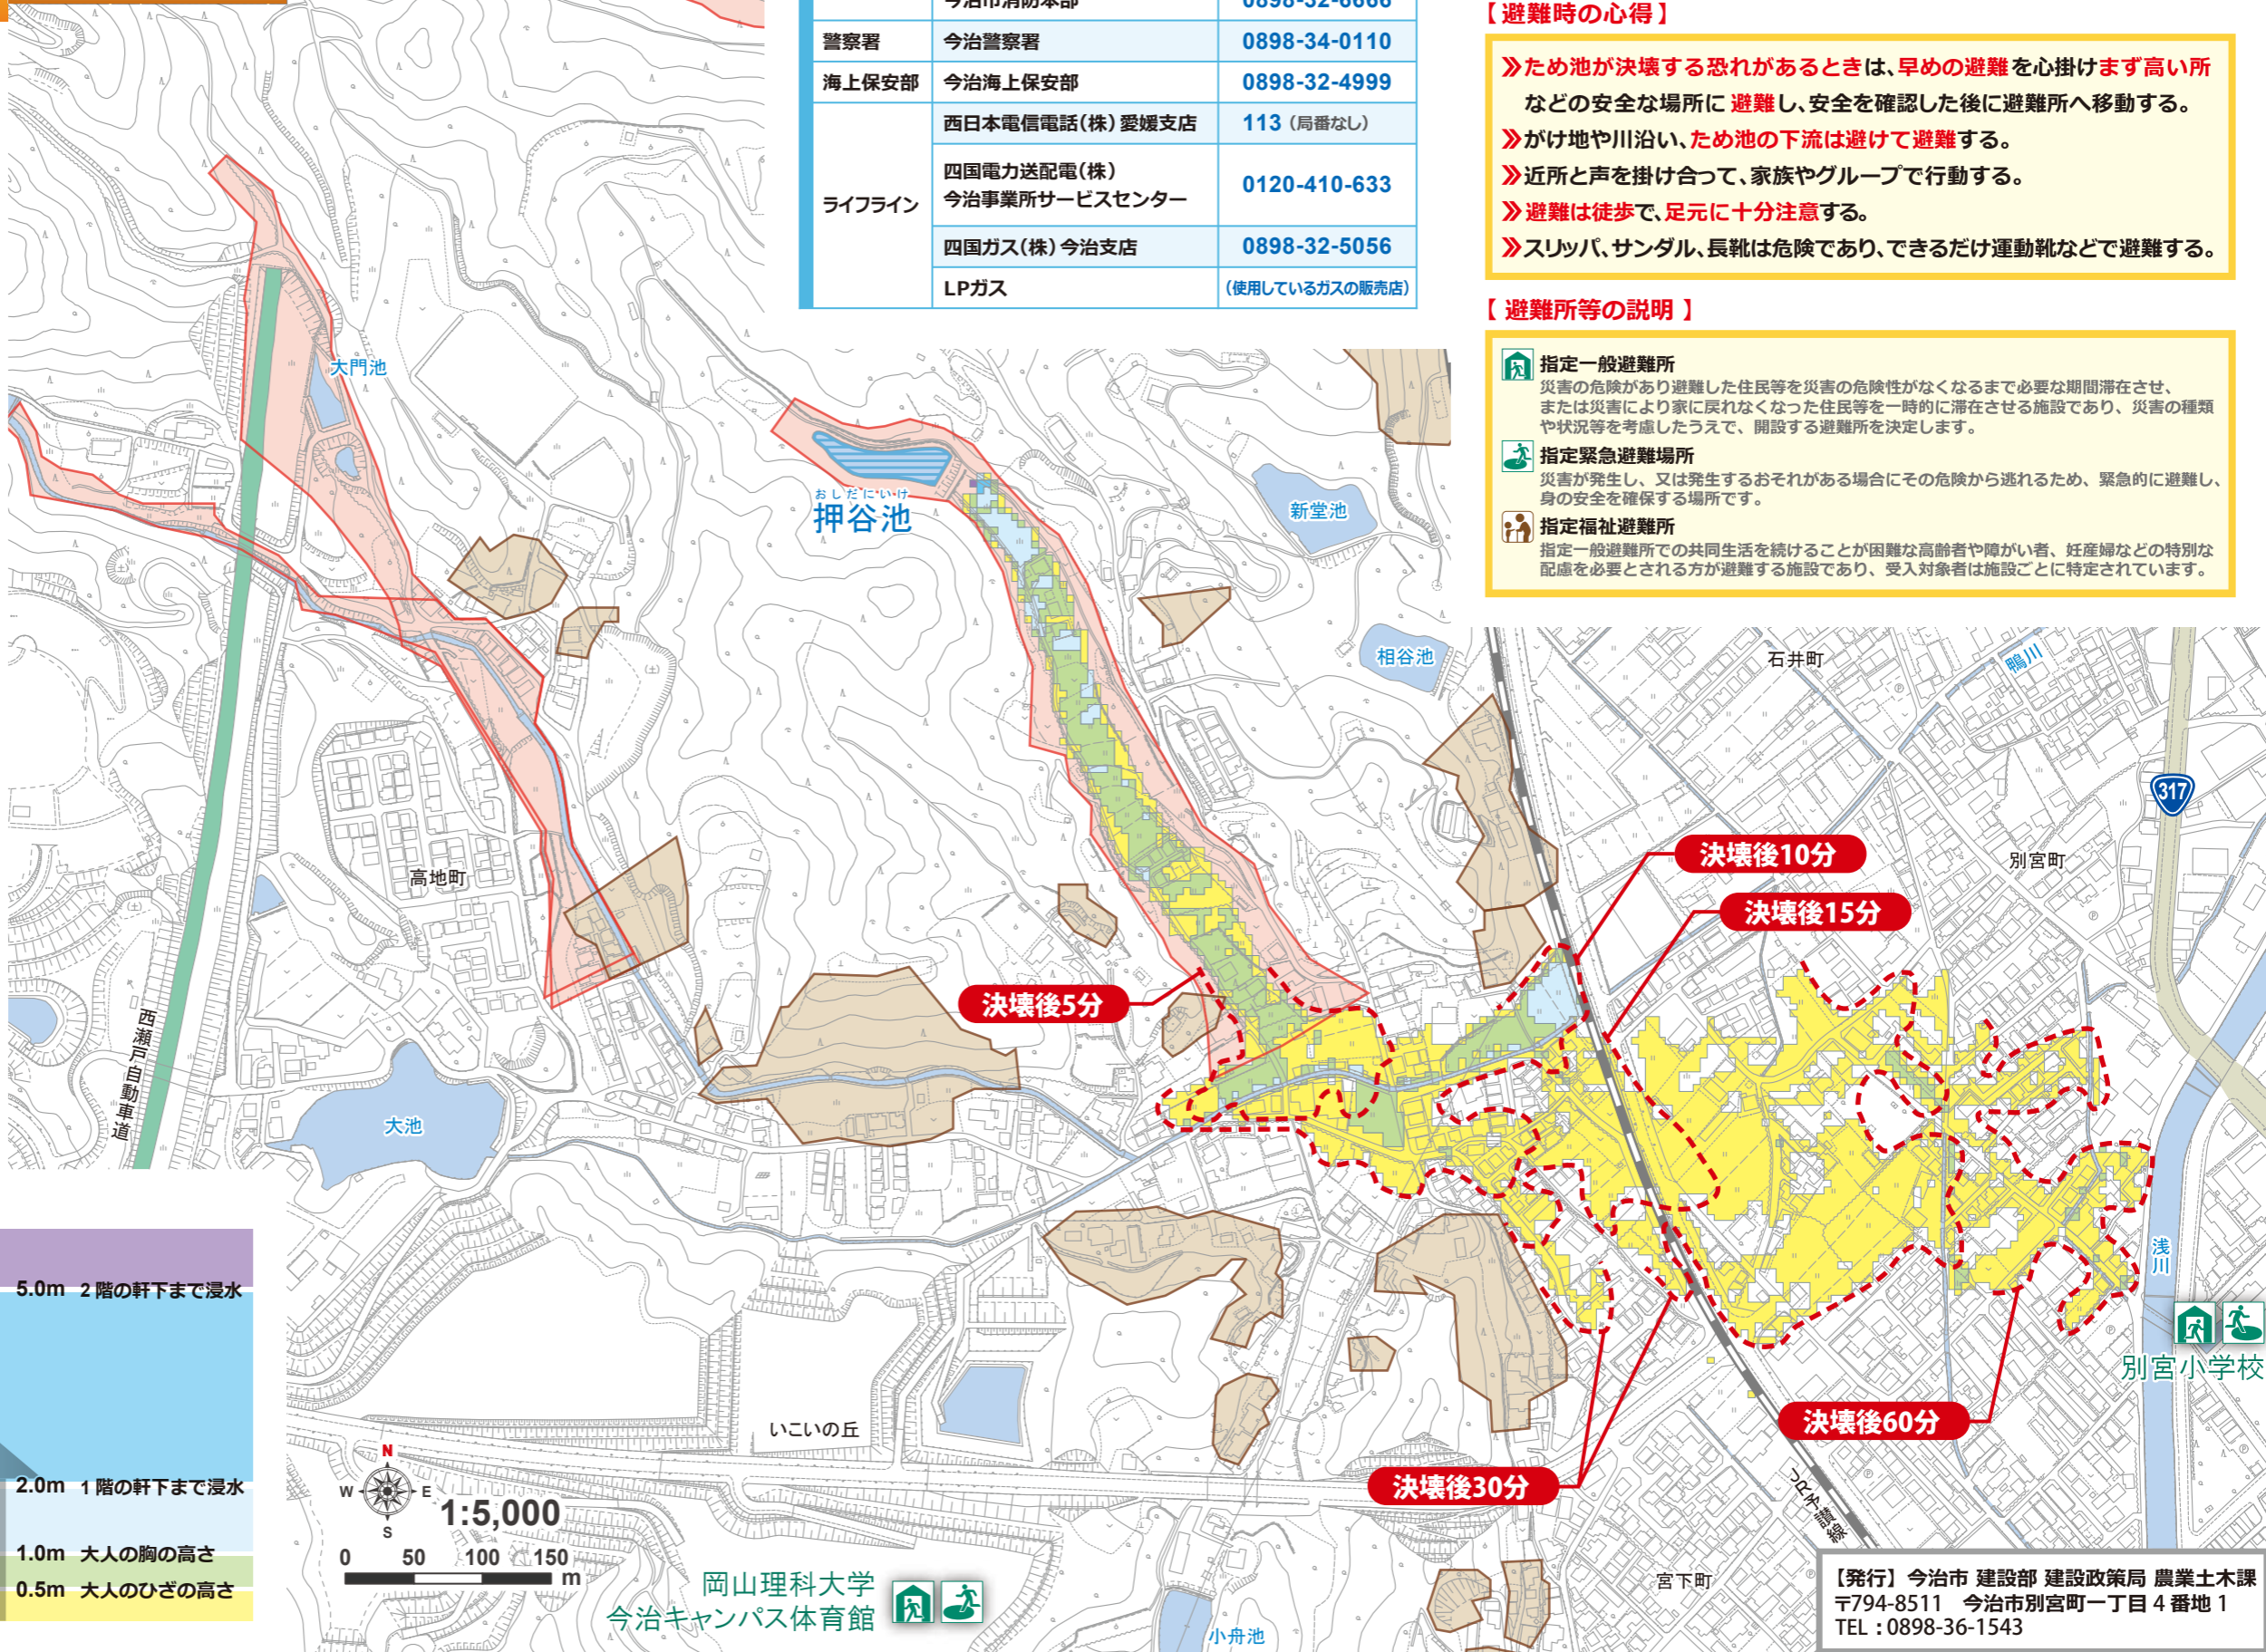 今治市消防本部 0898-32-6666
警察署 今治警察署 0898-34-0110
海上保安部 今治海上保安部 0898-32-4999
ライフライン
西日本電信電話(株)愛媛支店 113 (局番なし)
四国電力送配電(株)
今治事業所サービスセンター 0120-410-633
四国ガス(株)今治支店 0898-32-5056
LPガス (使用しているガスの販売店)
【避難時の心得】
≫ため池が決壊する恐れがあるときは、早めの避難を心掛けまず高い所
などの安全な場所に避難し、安全を確認した後に避難所へ移動する。
≫がけ地や川沿い、ため池の下流は避けて避難する。
≫近所と声を掛け合って、家族やグループで行動する。
≫避難は徒歩で、足元に十分注意する。
≫スリッパ、サンダル、長靴は危険であり、できるだけ運動靴などで避難する。
【 避難所等の説明 】
指定一般避難所
災害の危険があり避難した住民等を災害の危険性がなくなるまで必要な期間滞在させ、
または災害により家に戻れなくなった住民等を一時的に滞在させる施設であり、災害の種類
や状況等を考慮したうえで、開設する避難所を決定します。
指定緊急避難場所
災害が発生し、又は発生するおそれがある場合にその危険から逃れるため、緊急的に避難し、
身の安全を確保する場所です。
指定福祉避難所
指定一般避難所での共同生活を続けることが困難な高齢者や障がい者、妊産婦などの特別な
配慮を必要とされる方が避難する施設であり、受入対象者は施設ごとに特定されています。
大門池
おしだにいけ
押谷池
新堂池
相谷池
石井町
鴨川
317
別宮町
高地町
決壊後10分
決壊後15分
決壊後5分
西瀬戸自動車道
大池
浅川
別宮小学校
決壊後60分
決壊後30分
いこいの丘
JR予讃線
宮下町
小舟池
岡山理科大学
今治キャンパス体育館
5.0m 2階の軒下まで浸水
2.0m 1階の軒下まで浸水
1.0m 大人の胸の高さ
0.5m 大人のひざの高さ
N
W E
S
1:5,000
0 50 100 150
m
【発行】今治市 建設部 建設政策局 農業土木課
〒794-8511 今治市別宮町一丁目4番地1
TEL:0898-36-1543